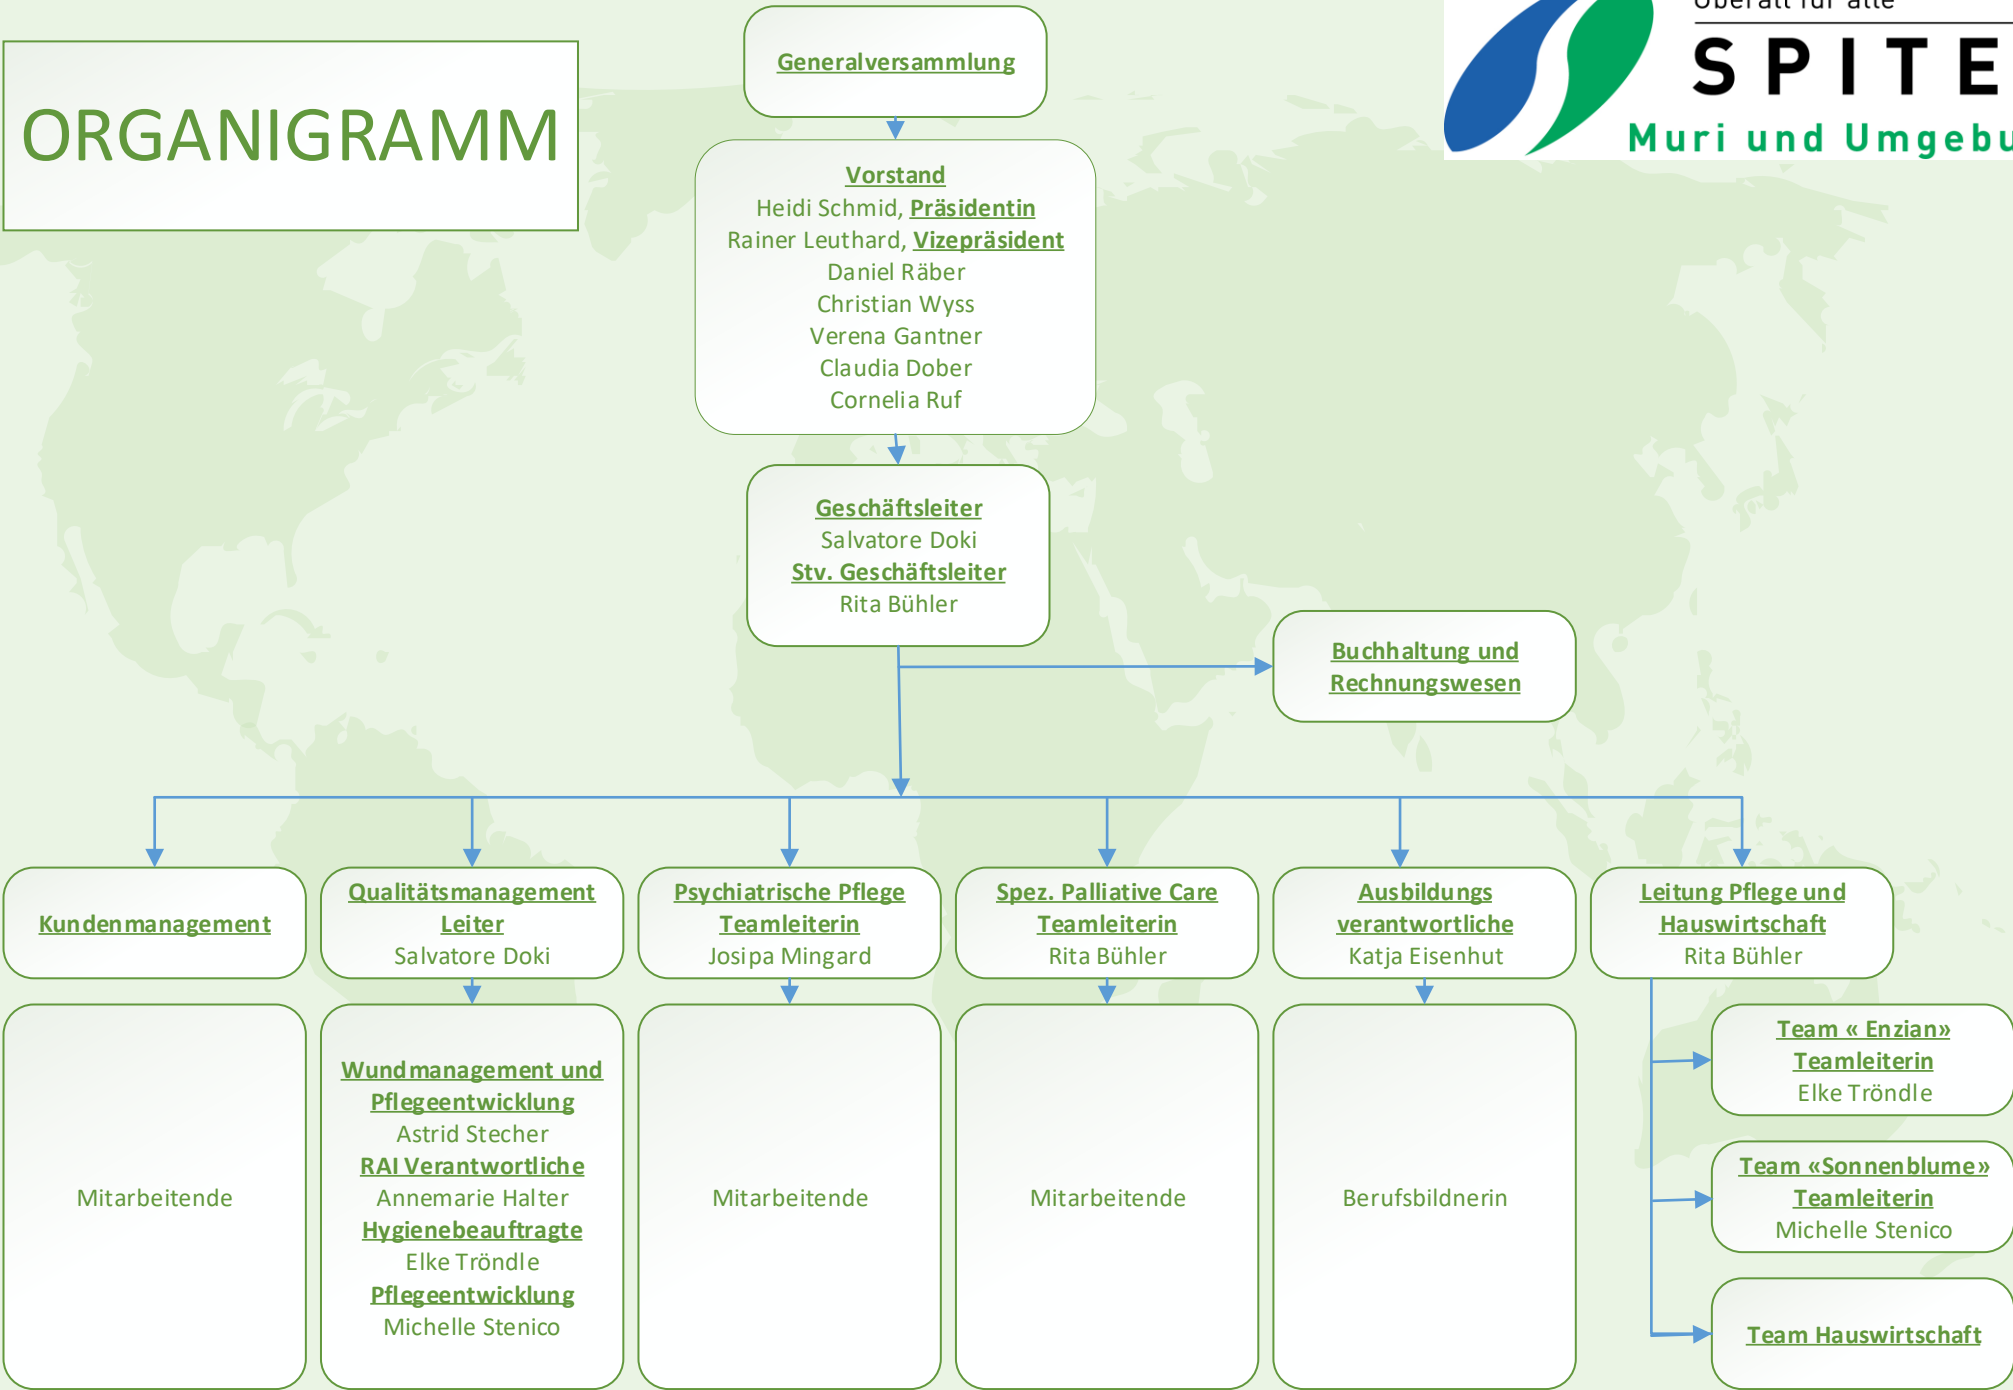 ORGANIGRAMM
Überall für alle
SPITE
Muri und Umgebu
Generalversammlung
Vorstand
Heidi Schmid, Präsidentin
Rainer Leuthard, Vizepräsident
Daniel Räber
Christian Wyss
Verena Gantner
Claudia Dober
Cornelia Ruf
Geschäftsleiter
Salvatore Doki
Stv. Geschäftsleiter
Rita Bühler
Buchhaltung und
Rechnungswesen
Kundenmanagement
Mitarbeitende
Qualitätsmanagement
Leiter
Salvatore Doki
Wundmanagement und
Pflegeentwicklung
Astrid Stecher
RAI Verantwortliche
Annemarie Halter
Hygienebeauftragte
Elke Tröndle
Pflegeentwicklung
Michelle Stenico
Psychiatrische Pflege
Teamleiterin
Josipa Mingard
Mitarbeitende
Spez. Palliative Care
Teamleiterin
Rita Bühler
Mitarbeitende
Ausbildungs
verantwortliche
Katja Eisenhut
Berufsbildnerin
Leitung Pflege und
Hauswirtschaft
Rita Bühler
Team « Enzian»
Teamleiterin
Elke Tröndle
Team «Sonnenblume»
Teamleiterin
Michelle Stenico
Team Hauswirtschaft